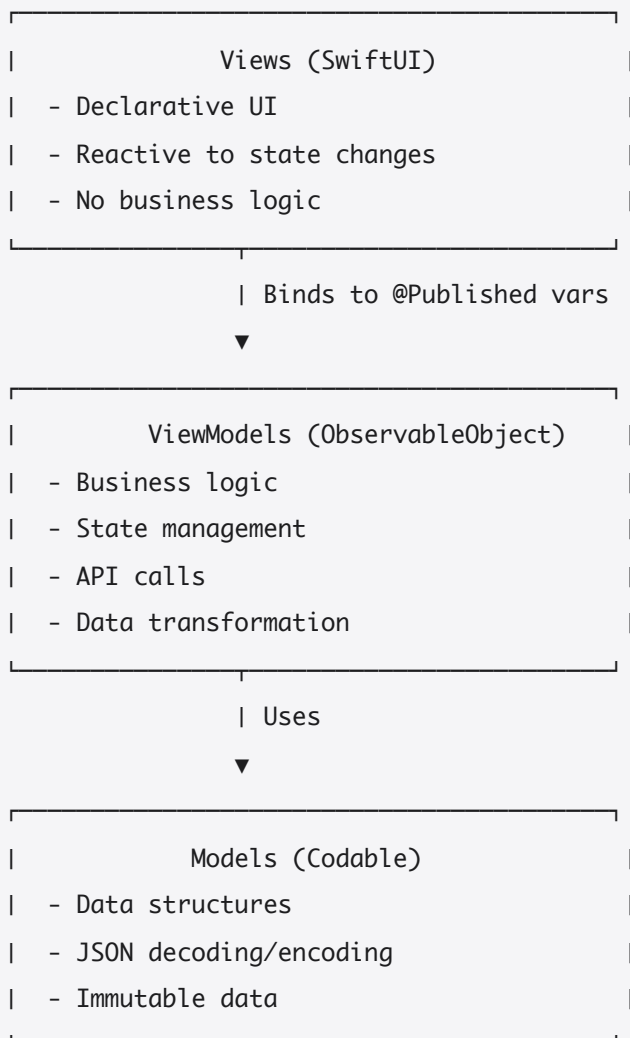 Views (SwiftUI)
- Declarative UI
- Reactive to state changes
- No business logic
Binds to @Published vars
ViewModels (ObservableObject)
- Business logic
- State management
- API calls
- Data transformation
Uses
Models (Codable)
- Data structures
- JSON decoding/encoding
- Immutable data